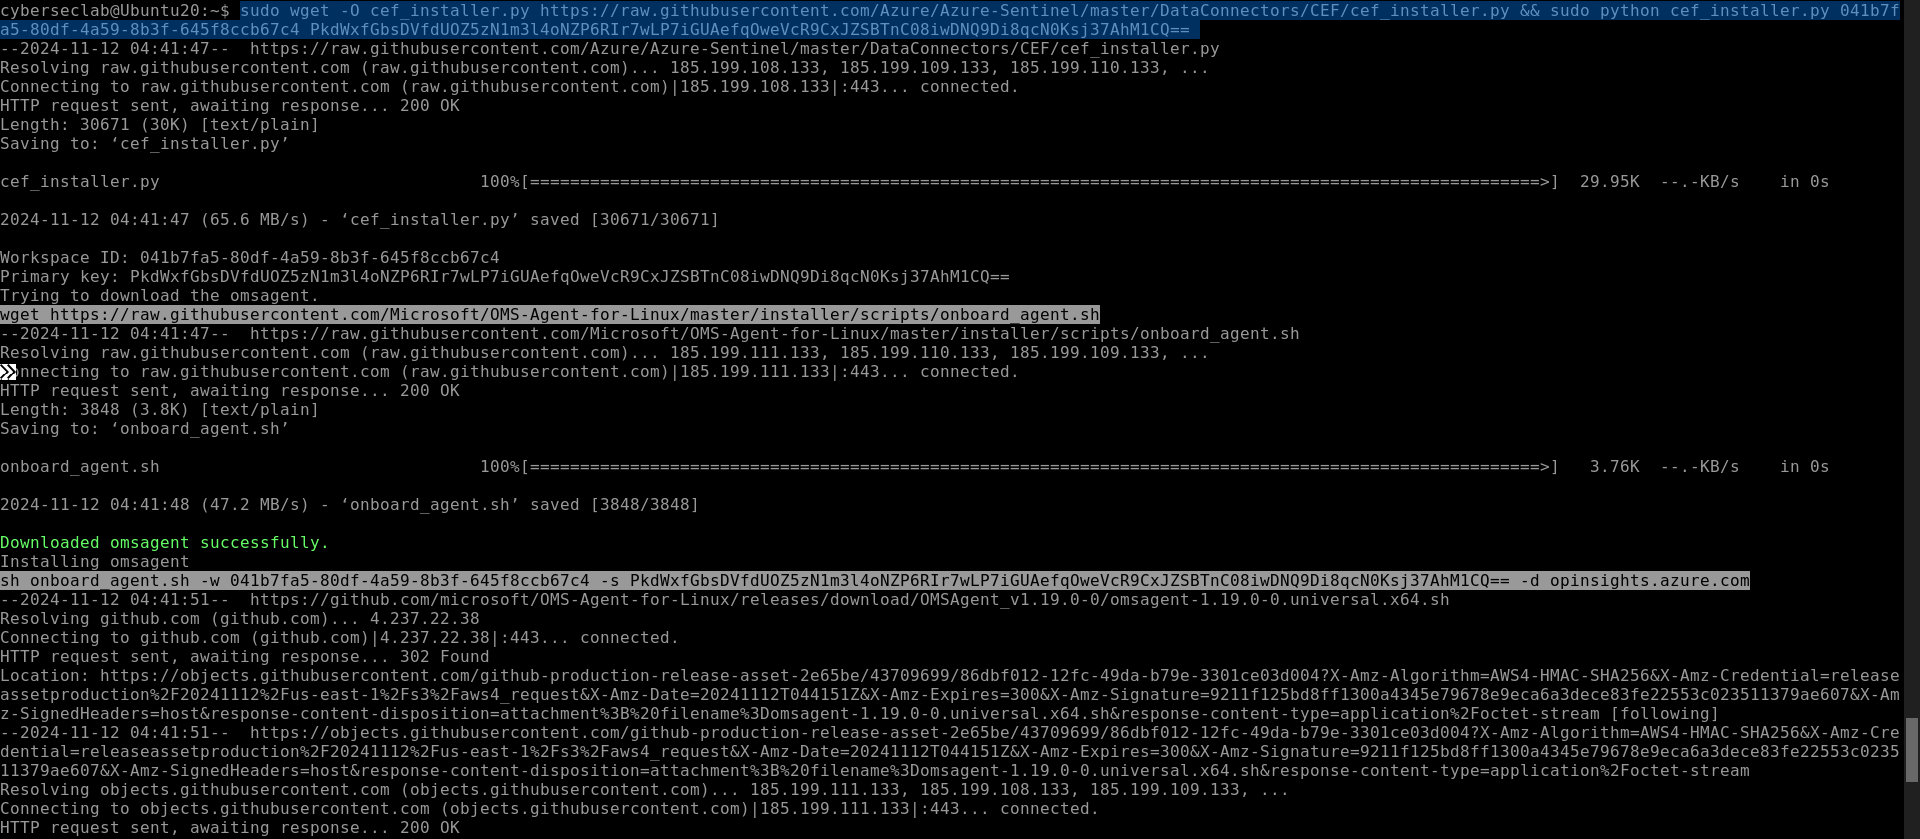 cyberseclab@Ubuntu20:~$ sudo wget -O cef_installer.py https://raw.githubusercontent.com/Azure/Azure-Sentinel/master/DataConnectors/CEF/cef_installer.py && sudo python cef_installer.py 041b7f
a5-80df-4a59-8b3f-645f8ccb67c4 PkdWxfGbsDVfdUOZ5zN1m3l4oNZP6RIr7wLP7iGUAefqOweVcR9CxJZSBTnC08iwDNQ9Di8qcN0Ksj37AhM1CQ==
--2024-11-12 04:41:47--  https://raw.githubusercontent.com/Azure/Azure-Sentinel/master/DataConnectors/CEF/cef_installer.py
Resolving raw.githubusercontent.com (raw.githubusercontent.com)... 185.199.108.133, 185.199.109.133, 185.199.110.133, ...
Connecting to raw.githubusercontent.com (raw.githubusercontent.com)|185.199.108.133|:443... connected.
HTTP request sent, awaiting response... 200 OK
Length: 30671 (30K) [text/plain]
Saving to: ‘cef_installer.py’
cef_installer.py                                100%[=====================================================================================================>]  29.95K  --.-KB/s    in 0s
2024-11-12 04:41:47 (65.6 MB/s) - ‘cef_installer.py’ saved [30671/30671]
Workspace ID: 041b7fa5-80df-4a59-8b3f-645f8ccb67c4
Primary key: PkdWxfGbsDVfdUOZ5zN1m3l4oNZP6RIr7wLP7iGUAefqOweVcR9CxJZSBTnC08iwDNQ9Di8qcN0Ksj37AhM1CQ==
Trying to download the omsagent.
wget https://raw.githubusercontent.com/Microsoft/OMS-Agent-for-Linux/master/installer/scripts/onboard_agent.sh
--2024-11-12 04:41:47--  https://raw.githubusercontent.com/Microsoft/OMS-Agent-for-Linux/master/installer/scripts/onboard_agent.sh
Resolving raw.githubusercontent.com (raw.githubusercontent.com)... 185.199.111.133, 185.199.110.133, 185.199.109.133, ...
onnecting to raw.githubusercontent.com (raw.githubusercontent.com)|185.199.111.133|:443... connected.
HTTP request sent, awaiting response... 200 OK
Length: 3848 (3.8K) [text/plain]
Saving to: ‘onboard_agent.sh’
onboard_agent.sh                                100%[=====================================================================================================>]   3.76K  --.-KB/s    in 0s
2024-11-12 04:41:48 (47.2 MB/s) - ‘onboard_agent.sh’ saved [3848/3848]
Downloaded omsagent successfully.
Installing omsagent
sh onboard_agent.sh -w 041b7fa5-80df-4a59-8b3f-645f8ccb67c4 -s PkdWxfGbsDVfdUOZ5zN1m3l4oNZP6RIr7wLP7iGUAefqOweVcR9CxJZSBTnC08iwDNQ9Di8qcN0Ksj37AhM1CQ== -d opinsights.azure.com
--2024-11-12 04:41:51--  https://github.com/microsoft/OMS-Agent-for-Linux/releases/download/OMSAgent_v1.19.0-0/omsagent-1.19.0-0.universal.x64.sh
Resolving github.com (github.com)... 4.237.22.38
Connecting to github.com (github.com)|4.237.22.38|:443... connected.
HTTP request sent, awaiting response... 302 Found
Location: https://objects.githubusercontent.com/github-production-release-asset-2e65be/43709699/86dbf012-12fc-49da-b79e-3301ce03d004?X-Amz-Algorithm=AWS4-HMAC-SHA256&X-Amz-Credential=release
assetproduction%2F20241112%2Fus-east-1%2Fs3%2Faws4_request&X-Amz-Date=20241112T044151Z&X-Amz-Expires=300&X-Amz-Signature=9211f125bd8ff1300a4345e79678e9eca6a3dece83fe22553c023511379ae607&X-Am
z-SignedHeaders=host&response-content-disposition=attachment%3B%20filename%3Domsagent-1.19.0-0.universal.x64.sh&response-content-type=application%2Foctet-stream [following]
--2024-11-12 04:41:51--  https://objects.githubusercontent.com/github-production-release-asset-2e65be/43709699/86dbf012-12fc-49da-b79e-3301ce03d004?X-Amz-Algorithm=AWS4-HMAC-SHA256&X-Amz-Cre
dential=releaseassetproduction%2F20241112%2Fus-east-1%2Fs3%2Faws4_request&X-Amz-Date=20241112T044151Z&X-Amz-Expires=300&X-Amz-Signature=9211f125bd8ff1300a4345e79678e9eca6a3dece83fe22553c0235
11379ae607&X-Amz-SignedHeaders=host&response-content-disposition=attachment%3B%20filename%3Domsagent-1.19.0-0.universal.x64.sh&response-content-type=application%2Foctet-stream
Resolving objects.githubusercontent.com (objects.githubusercontent.com)... 185.199.111.133, 185.199.108.133, 185.199.109.133, ...
Connecting to objects.githubusercontent.com (objects.githubusercontent.com)|185.199.111.133|:443... connected.
HTTP request sent, awaiting response... 200 OK